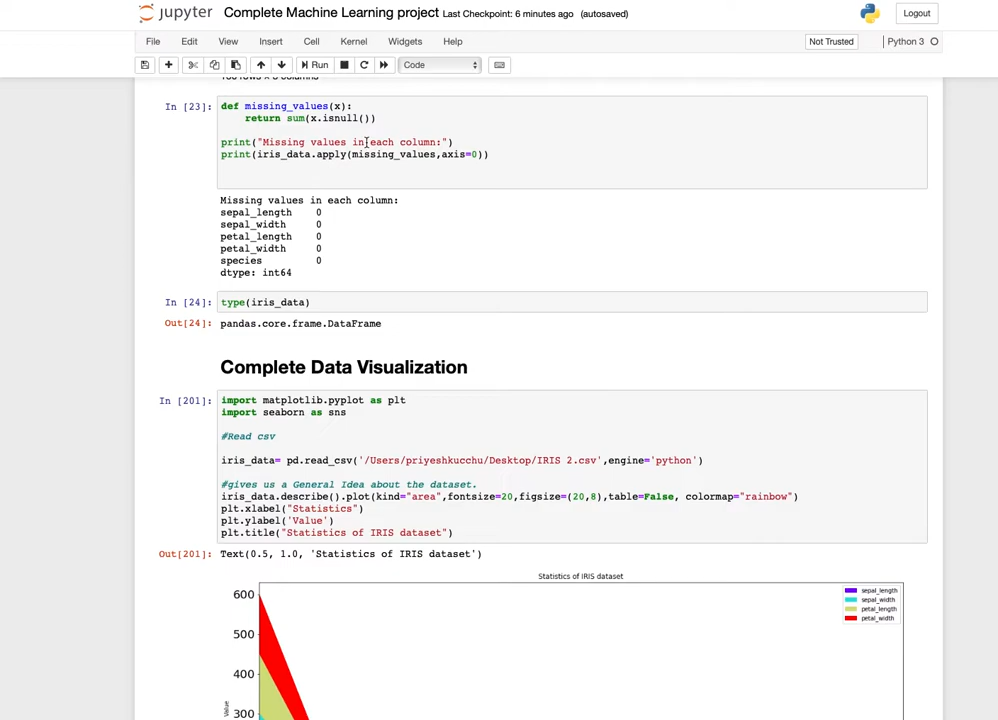 jupyter Complete Machine Learning project Last Checkpoint: 6 minutes ago (autosaved) Logout
File Edit View Insert Cell Kernel Widgets Help Not Trusted Python 3
Run Code
In [23]: def missing_values(x):
return sum(x.isnull())
print("Missing values in each column:")
print(iris_data.apply(missing_values,axis=0))
Missing values in each column:
sepal_length 0
sepal_width 0
petal_length 0
petal_width 0
species 0
dtype: int64
In [24]: type(iris_data)
Out[24]: pandas.core.frame.DataFrame
Complete Data Visualization
In [201]: import matplotlib.pyplot as plt
import seaborn as sns
#Read csv
iris_data= pd.read_csv('/Users/priyeshkucchu/Desktop/IRIS 2.csv',engine='python')
#gives us a General Idea about the dataset.
iris_data.describe().plot(kind="area",fontsize=20,figsize=(20,8),table=False, colormap="rainbow")
plt.xlabel("Statistics")
plt.ylabel('Value')
plt.title("Statistics of IRIS dataset")
Out[201]: Text(0.5, 1.0, 'Statistics of IRIS dataset')
Statistics of IRIS dataset
sepal_length
sepal_width
petal_length
petal_width
600
500
400
300
Value